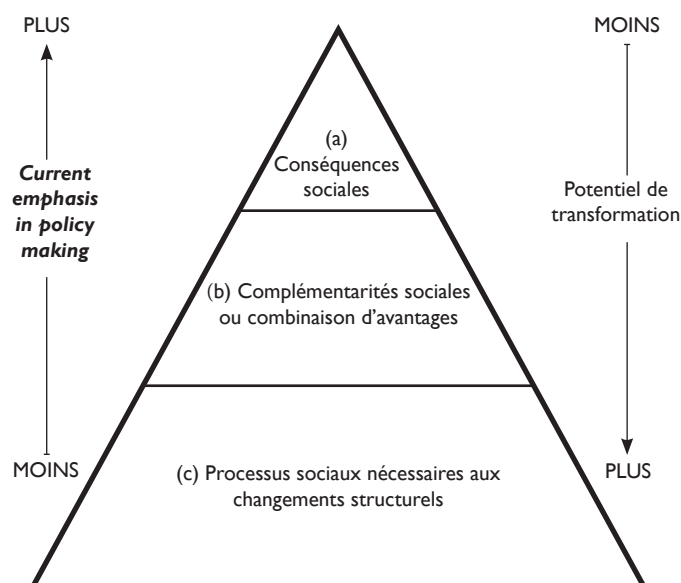 PLUS
MOINS
(a)
Conséquences
sociales
Current
emphasis
in policy
making
Potentiel de
transformation
(b) Complémentarités sociales
ou combinaison d'avantages
MOINS
PLUS
(c) Processus sociaux nécessaires aux
changements structurels